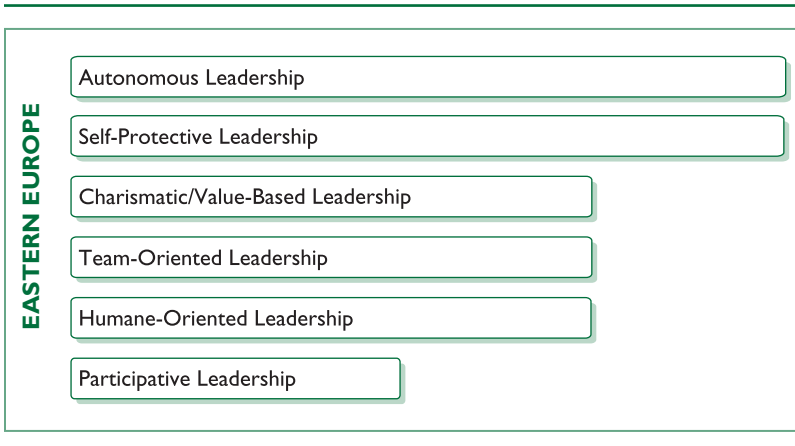 EASTERN EUROPE
Autonomous Leadership
Self-Protective Leadership
Charismatic/Value-Based Leadership
Team-Oriented Leadership
Humane-Oriented Leadership
Participative Leadership